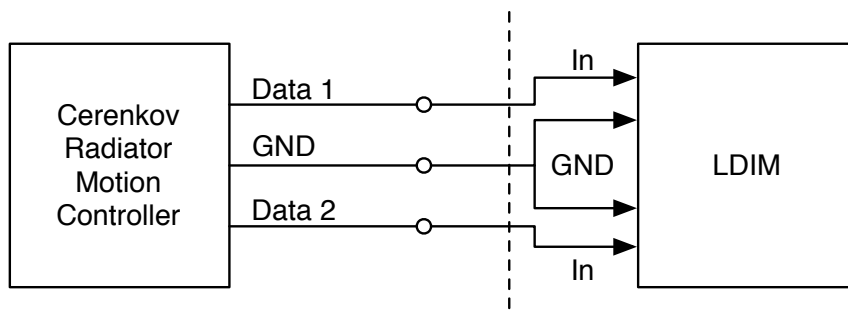 Cerenkov
Radiator
Motion
Controller
Data 1
GND
Data 2
In
GND
In
LDIM